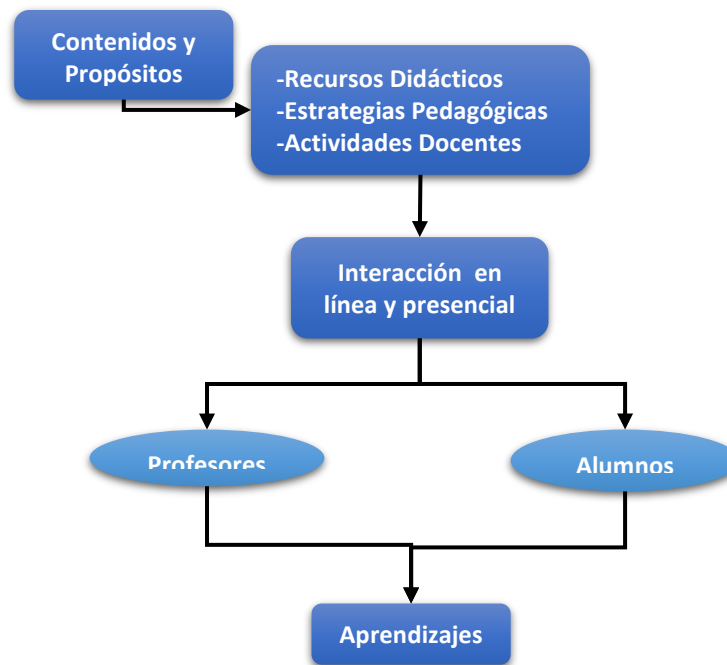 Contenidos y
Propósitos
-Recursos Didácticos
-Estrategias Pedagógicas
-Actividades Docentes
Interacción en
línea y presencial
Profesores
Alumnos
Aprendizajes